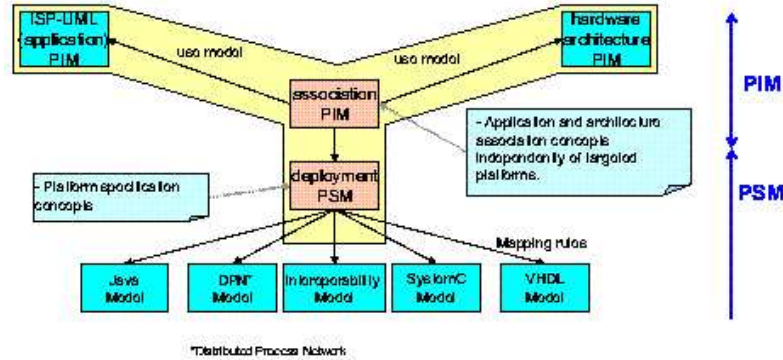 ISP-UML
(application)
PIM
hardware
architecture
PIM
use model
use model
association
PIM
- Application and architecture
association concepts
independently of targeted
platforms.
PIM
PSM
- Platform specification
concepts
deployment
PSM
Mapping rules
Java
Model
DPN*
Model
Interoperability
Model
SystemC
Model
VHDL
Model
*Distributed Process Network